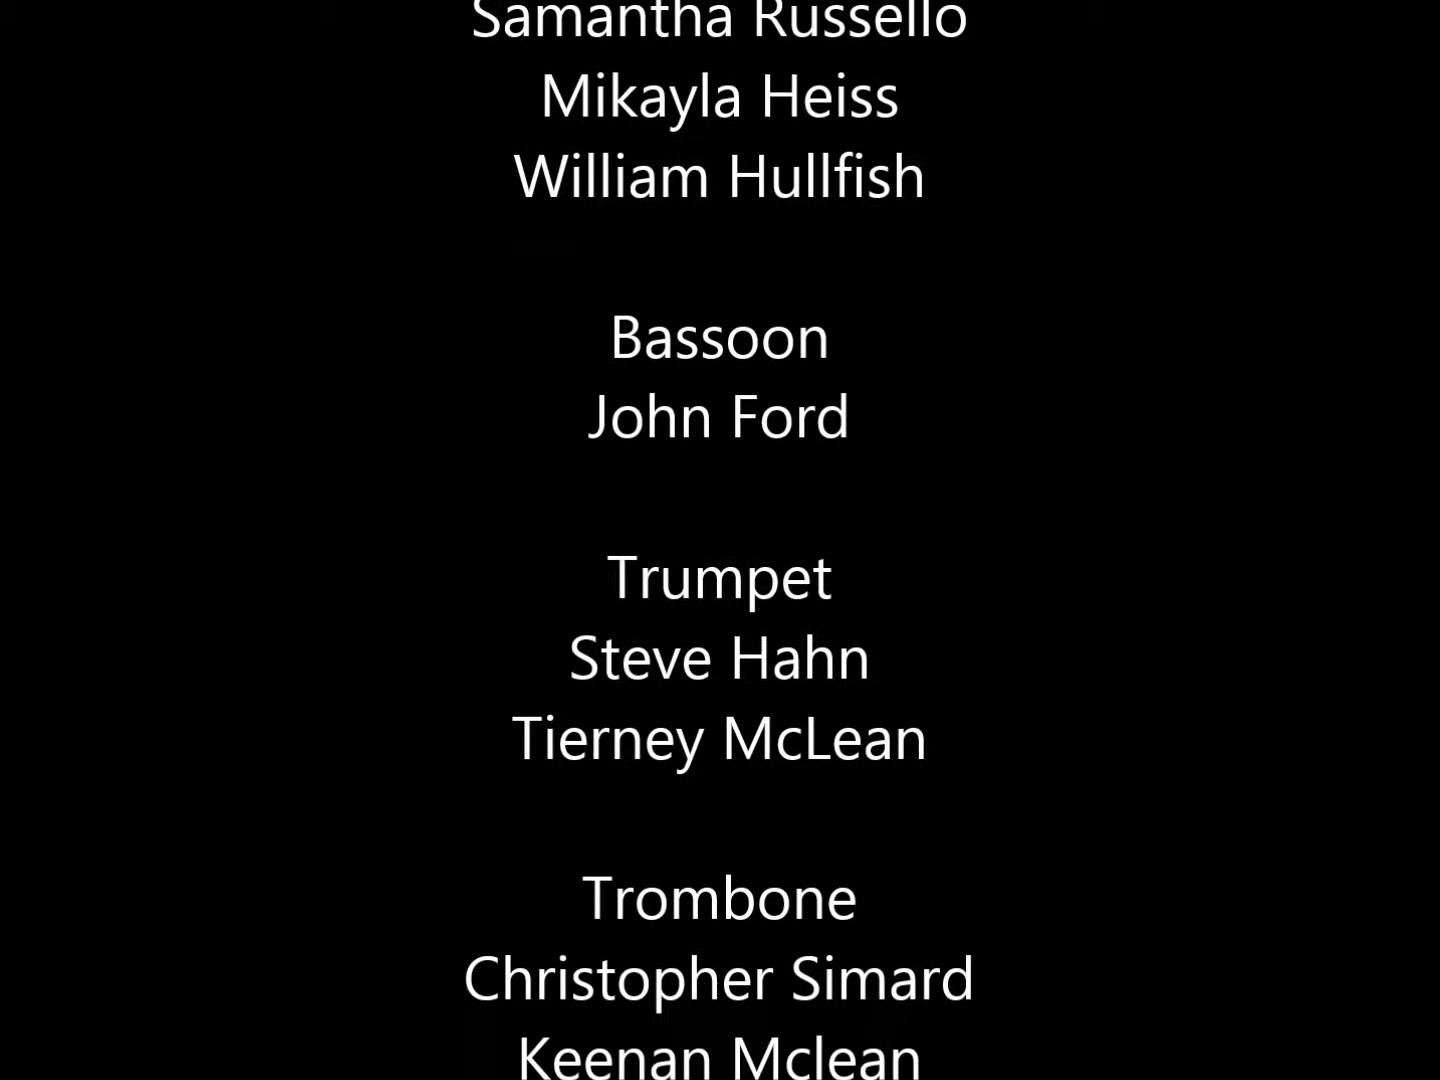 Samantha Russello
Mikayla Heiss
William Hullfish
Bassoon
John Ford
Trumpet
Steve Hahn
Tierney McLean
Trombone
Christopher Simard
Keenan Mclean